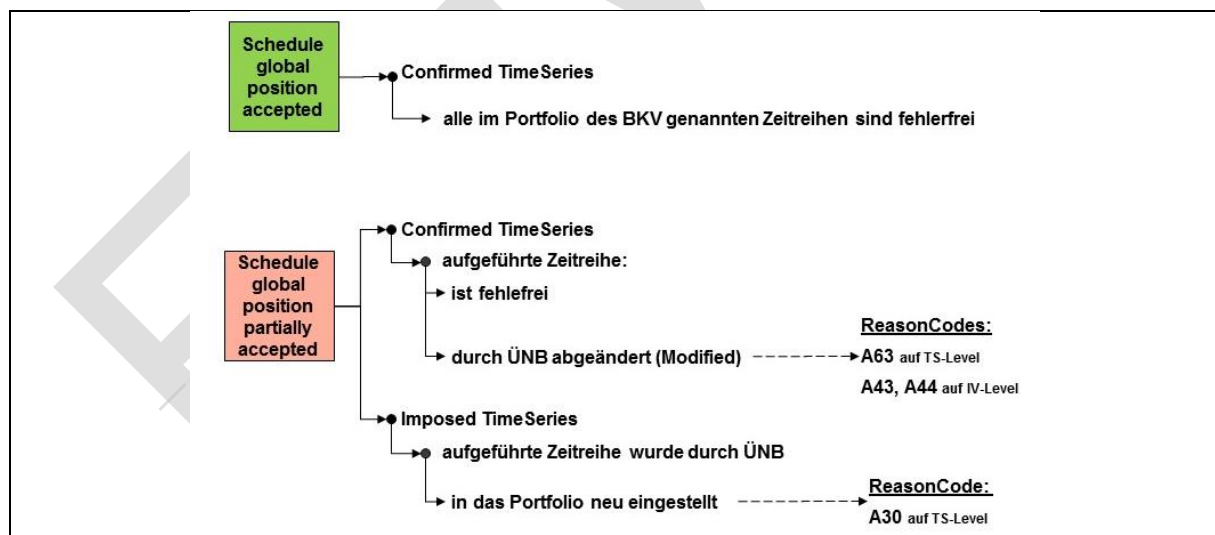 Schedule
global
position
accepted
Confirmed TimeSeries
alle im Portfolio des BKV genannten Zeitreihen sind fehlerfrei
Schedule
global
position
partially
accepted
Confirmed TimeSeries
aufgeführte Zeitreihe:
ist fehlefrei
durch ÜNB abgeändert (Modified)
ReasonCodes:
A63 auf TS-Level
A43, A44 auf IV-Level
Imposed TimeSeries
aufgeführte Zeitreihe wurde durch ÜNB
in das Portfolio neu eingestellt
ReasonCode:
A30 auf TS-Level